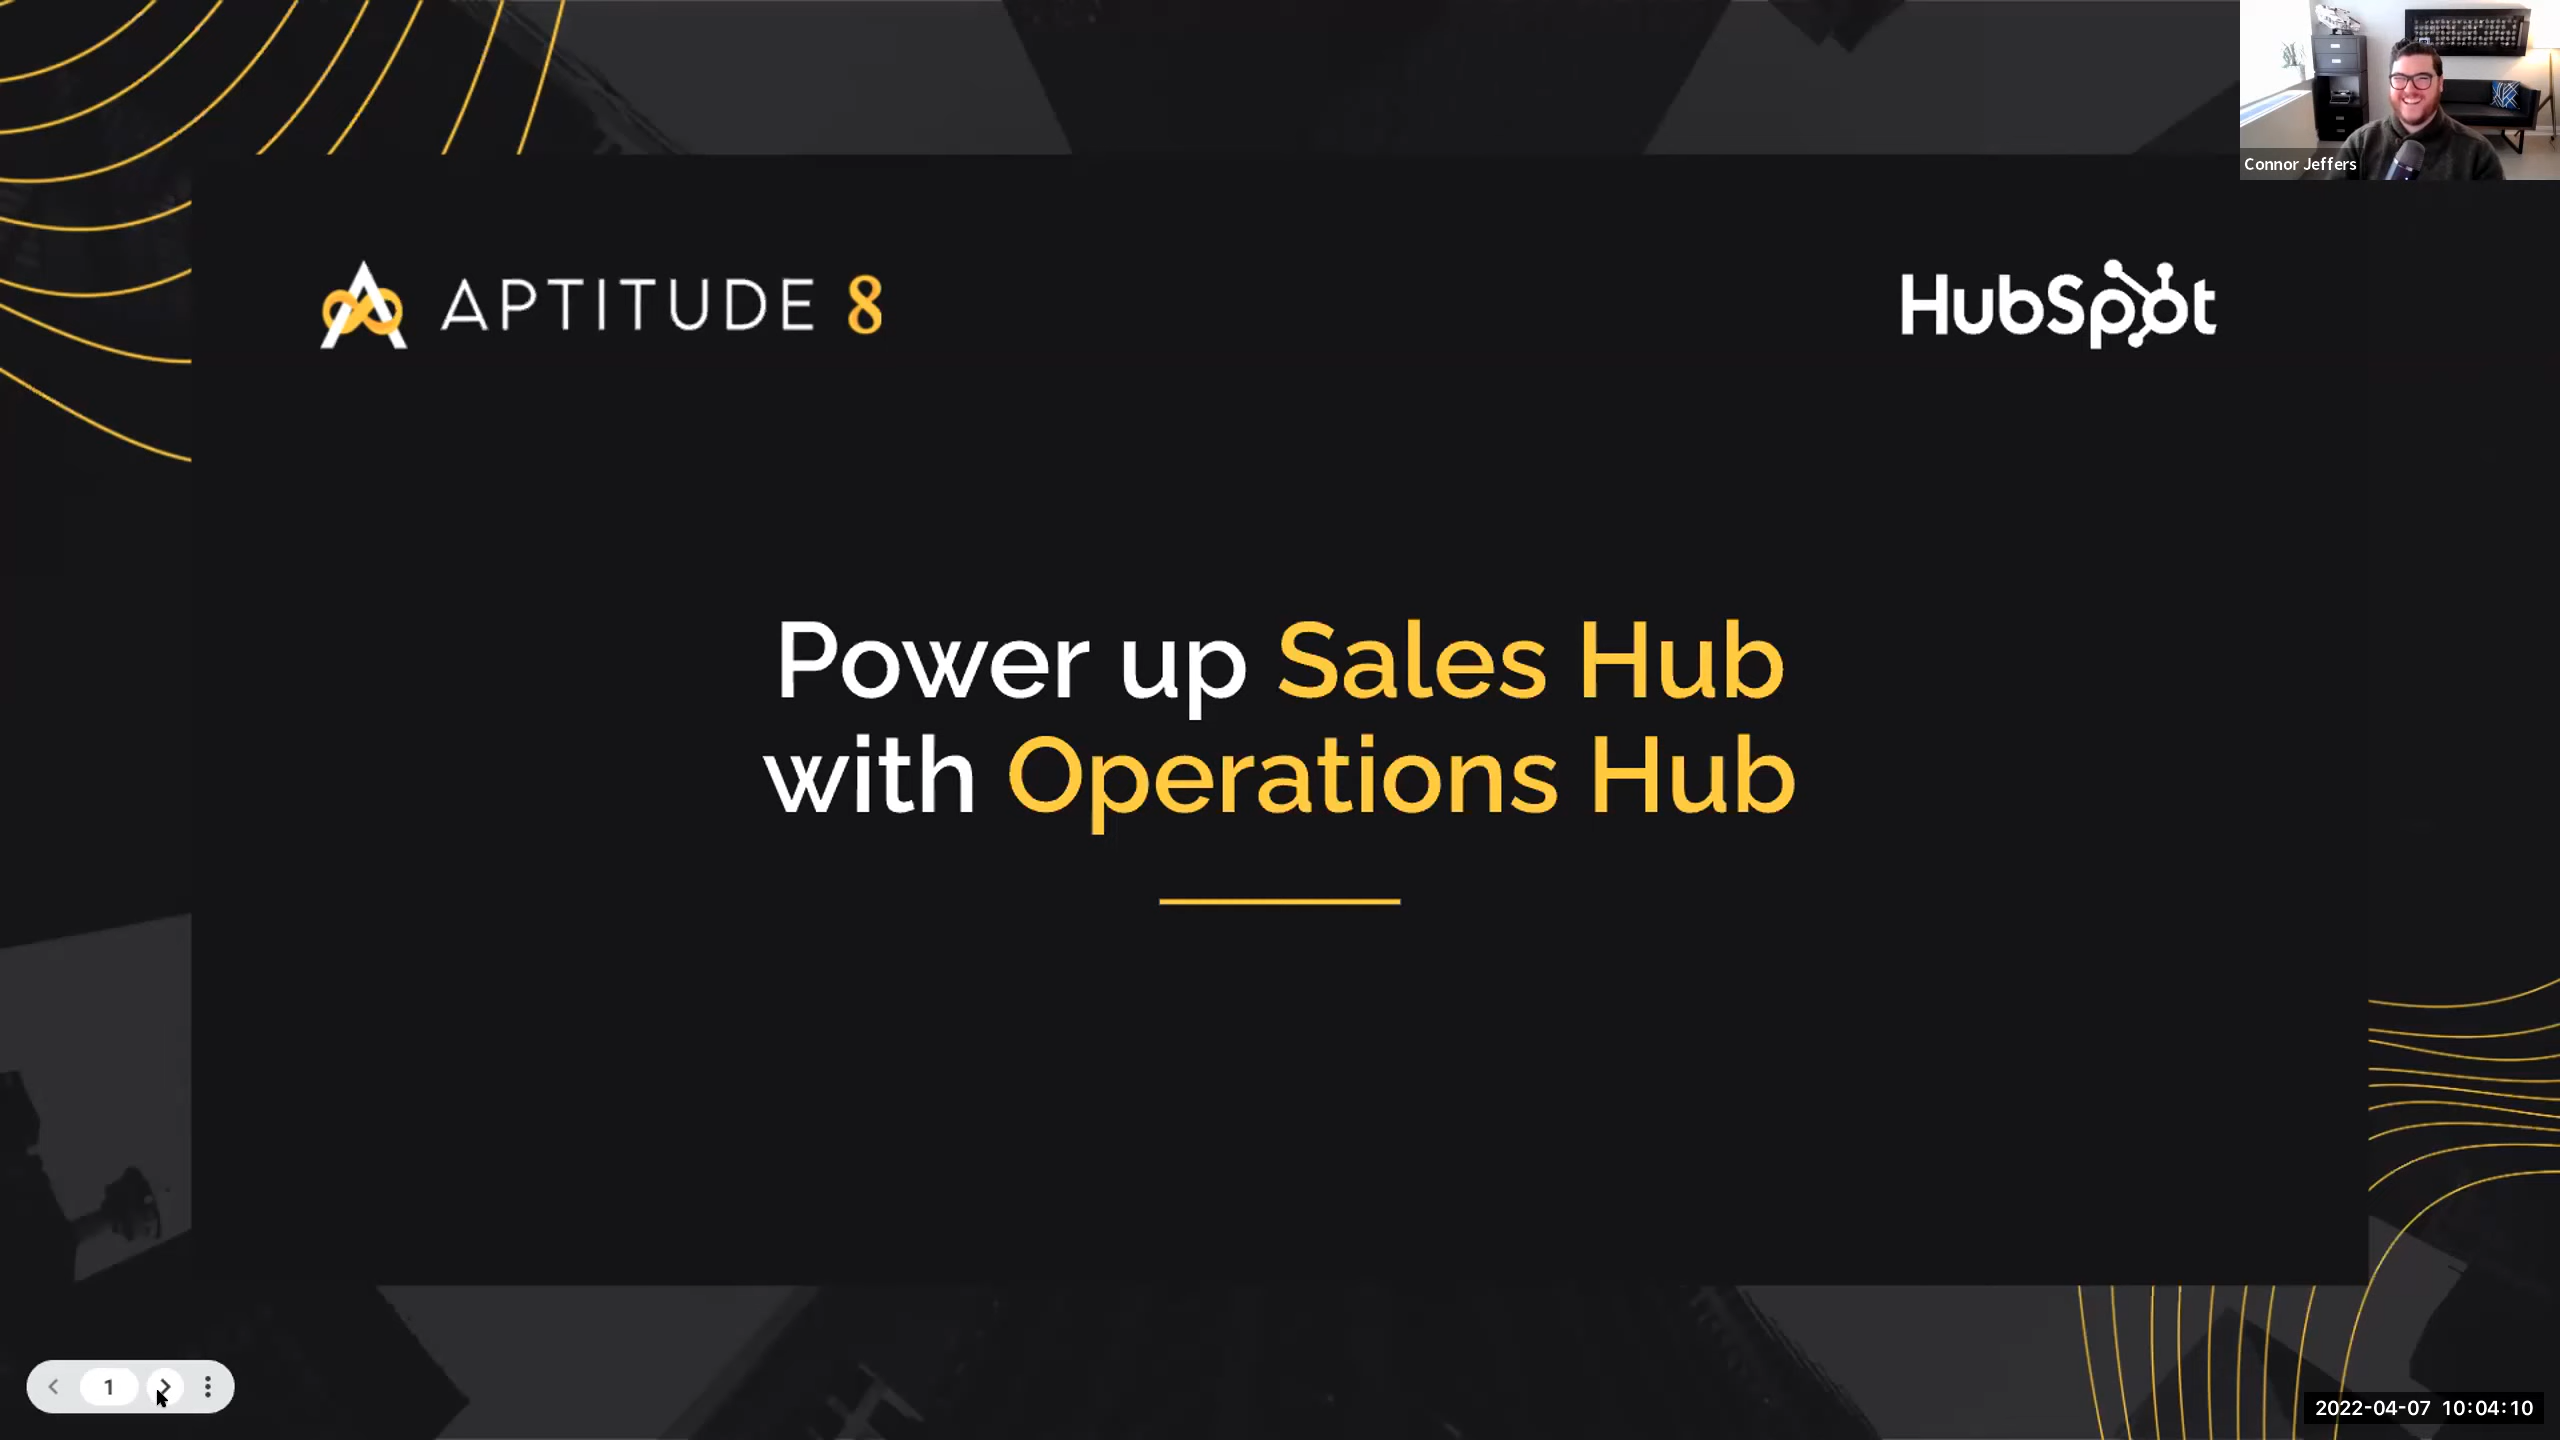 Connor Jeffers
APTITUDE 8
HubSpot
Power up Sales Hub
with Operations Hub
1
2022-04-07 10:04:10